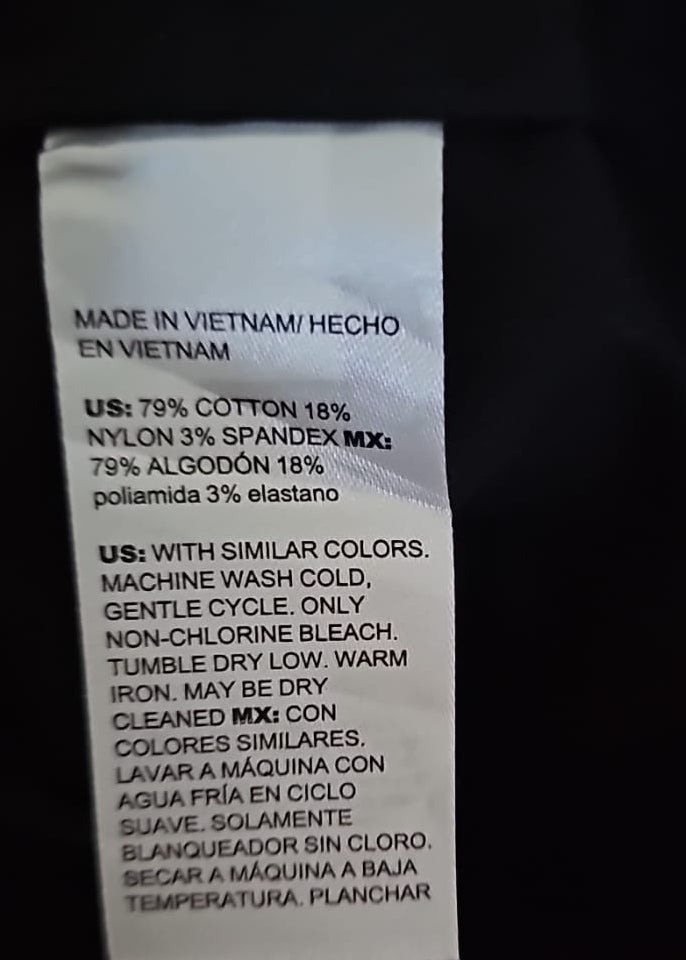 MADE IN VIETNAM/ HECHO
EN VIETNAM
US: 79% COTTON 18%
NYLON 3% SPANDEX MX:
79% ALGODÓN 18%
poliamida 3% elastano
US: WITH SIMILAR COLORS.
MACHINE WASH COLD,
GENTLE CYCLE. ONLY
NON-CHLORINE BLEACH.
TUMBLE DRY LOW. WARM
IRON. MAY BE DRY
CLEANED MX: CON
COLORES SIMILARES.
LAVAR A MÁQUINA CON
AGUA FRÍA EN CICLO
SUAVE. SOLAMENTE
BLANQUEADOR SIN CLORO.
SECAR A MÁQUINA A BAJA
TEMPERATURA. PLANCHAR